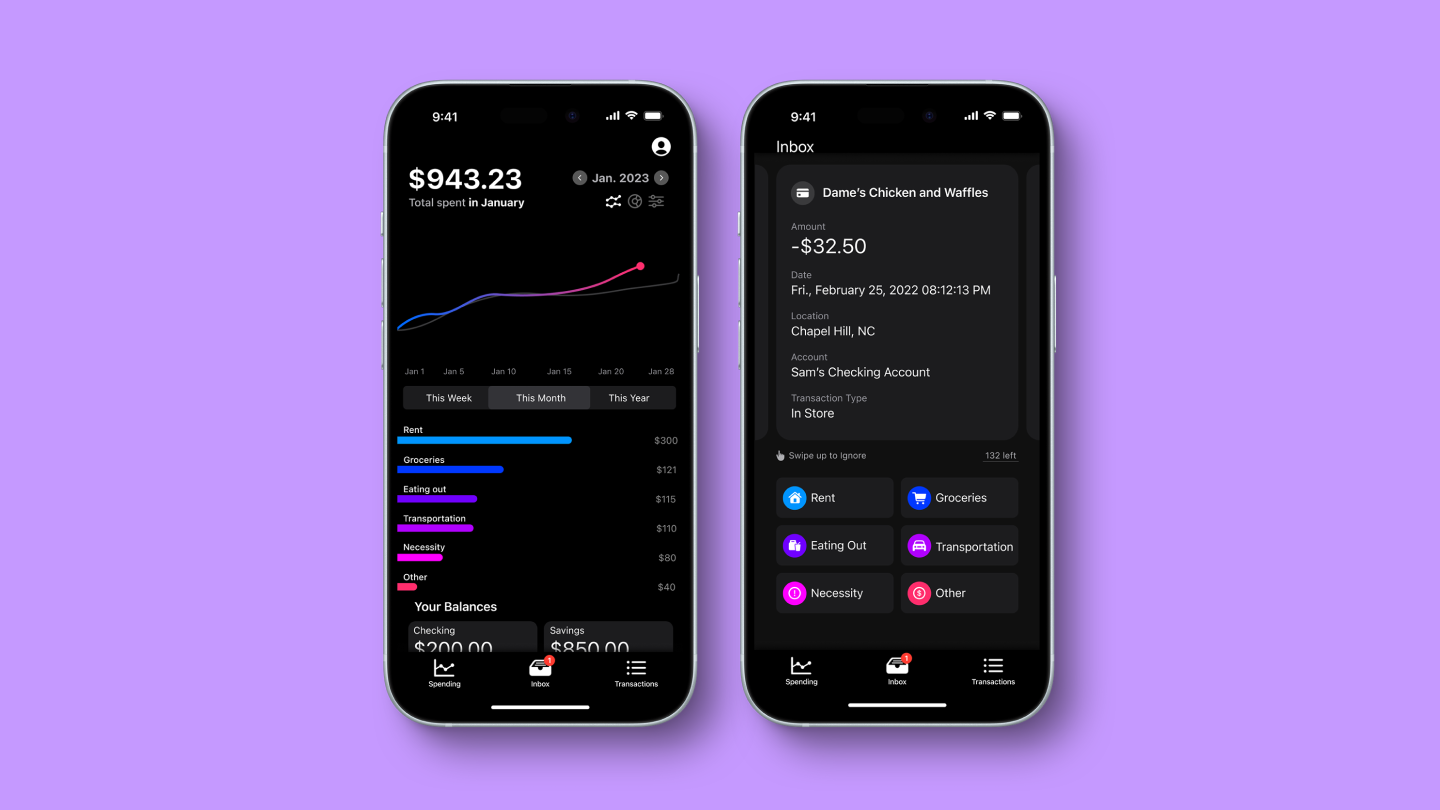 9:41
$943.23
Jan. 2023
Total spent in January
Jan 1 Jan 5 Jan 10 Jan 15 Jan 20 Jan 28
This Week This Month This Year
Rent
$300
Groceries
$121
Eating out
$115
Transportation
$110
Necessity
$80
Other
$40
Your Balances
Checking Savings
$200.00 $850.00
1
Spending Inbox Transactions
9:41
Inbox
Dame's Chicken and Waffles
Amount
-$32.50
Date
Fri., February 25, 2022 08:12:13 PM
Location
Chapel Hill, NC
Account
Sam's Checking Account
Transaction Type
In Store
Swipe up to Ignore 132 left
Rent Groceries
Eating Out Transportation
Necessity Other
1
Spending Inbox Transactions